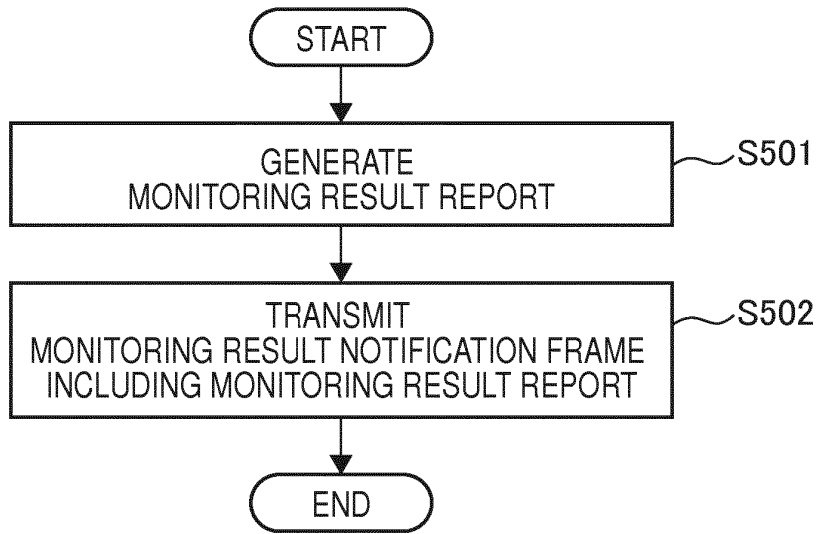 START
GENERATE
MONITORING RESULT REPORT
S501
TRANSMIT
MONITORING RESULT NOTIFICATION FRAME
INCLUDING MONITORING RESULT REPORT
S502
END